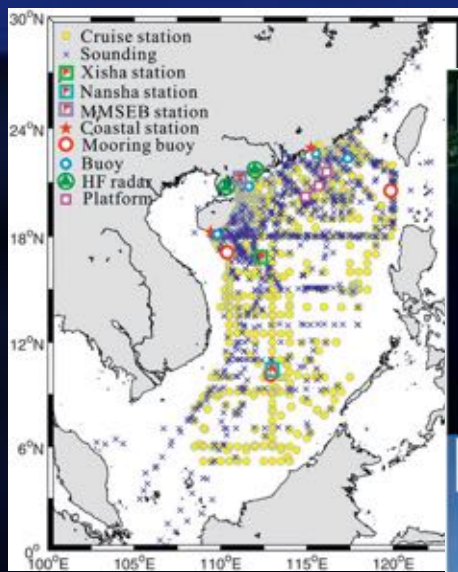 30°N
Cruise station
Sounding
Xisha station
Nansha station
24°N
MMSEB station
Coastal station
Mooring buoy
Buoy
HF radar
Platform
18°N
12°N
6°N
0°
100°E 105°E 110°E 115°E 120°E